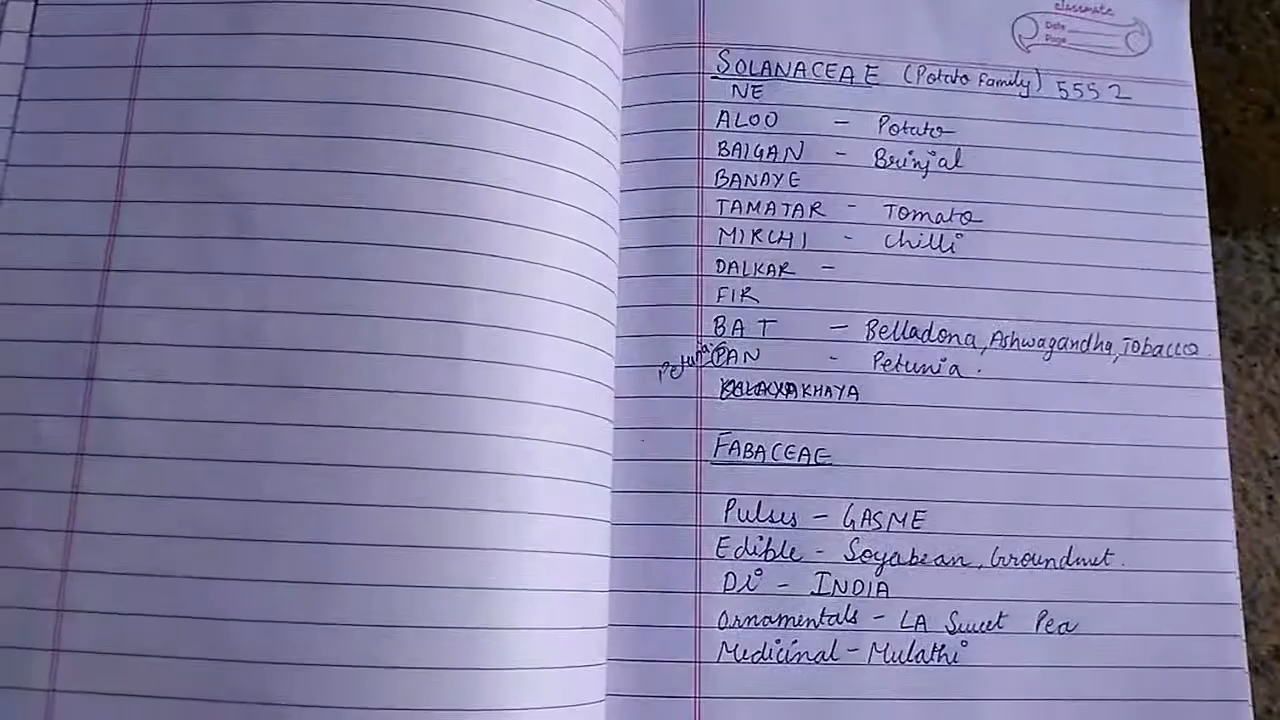 classmate
Date
Page
SOLANACEAE (Potato Family) 5552
NE
ALOO - Potato
BAIGAN - Brinjal
BANAYE
TAMATAR - Tomato
MIRCHI - Chilli
DALKAR -
FIR
BAT - Belladona, Ashwagandha, Tobacco.
Petunia PAN - Petunia.
KHAYA
FABACEAE
Pulses - GASME
Edible - Soyabean, Groundnut.
Di - INDIA
Ornamentals - LA Sweet Pea
Medicinal - Mulathi